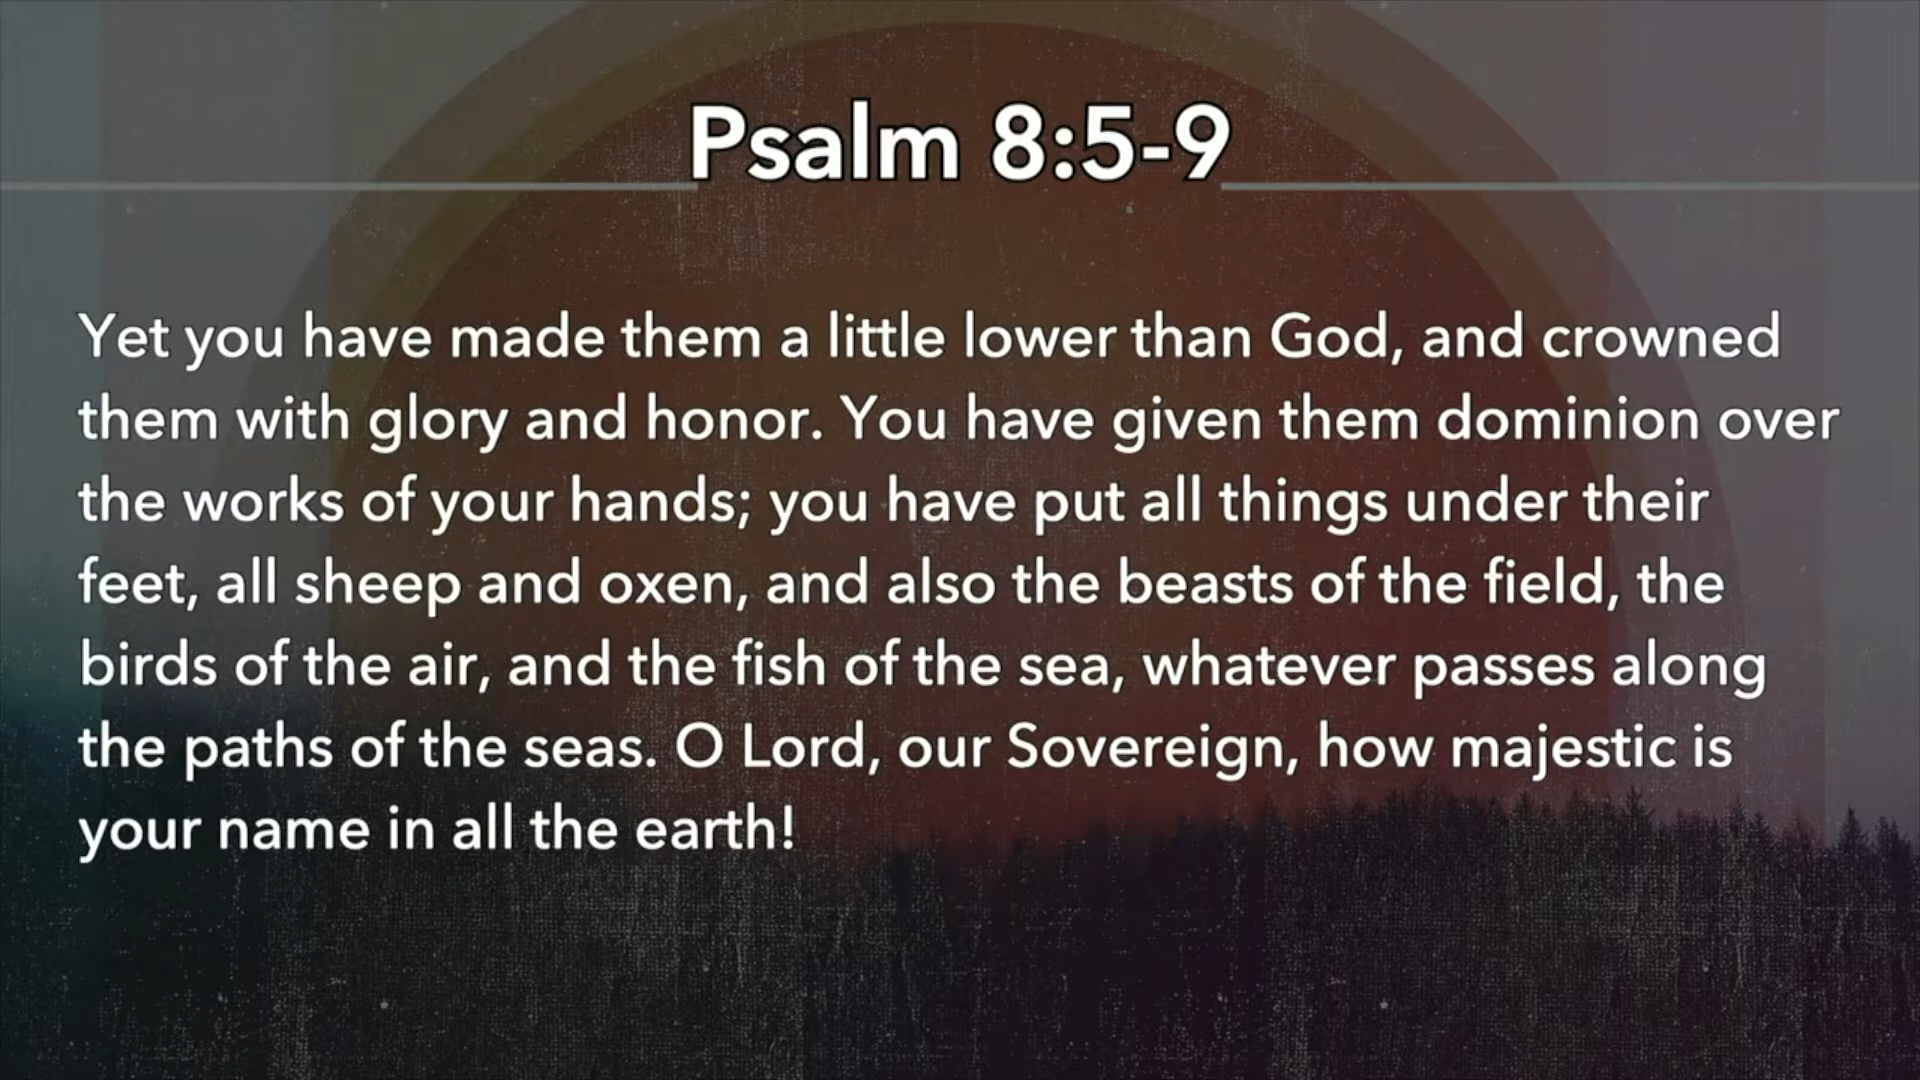 Psalm 8:5-9
Yet you have made them a little lower than God, and crowned
them with glory and honor. You have given them dominion over
the works of your hands; you have put all things under their
feet, all sheep and oxen, and also the beasts of the field, the
birds of the air, and the fish of the sea, whatever passes along
the paths of the seas. O Lord, our Sovereign, how majestic is
your name in all the earth!